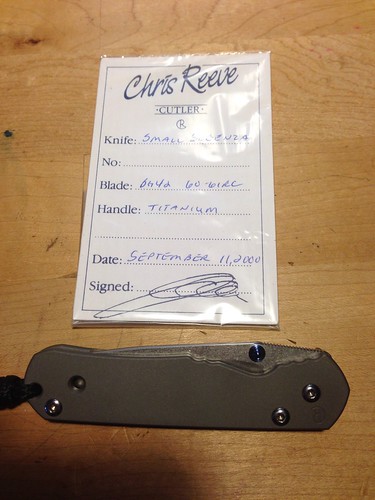 Chris Reeve
·CUTLER·
®
Knife: SMALL SEBENZA
No:
Blade: BG42 60-61RC
Handle: TITANIUM
Date: SEPTEMBER 11, 2000
Signed: